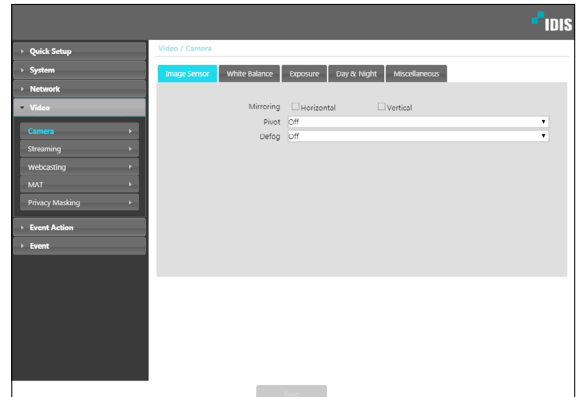 IDIS
Quick Setup
System
Network
Video
Camera
Streaming
Webcasting
MAT
Privacy Masking
Event Action
Event
Video / Camera
Image Sensor White Balance Exposure Day & Night Miscellaneous
Mirroring Horizontal Vertical
Pivot Off
Defog Off